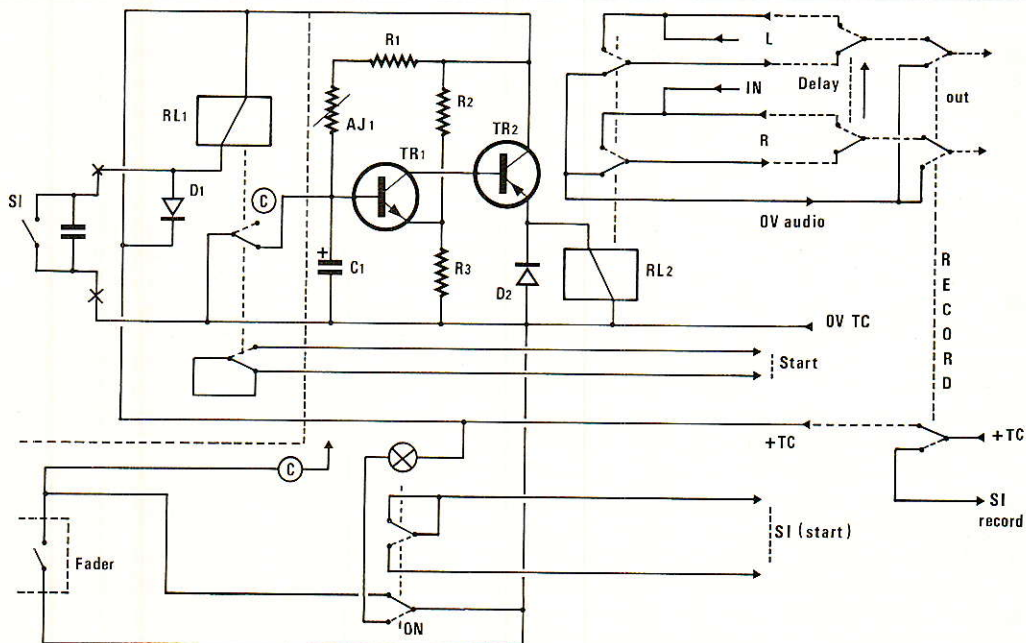 R1
L
AJ1
R2
Delay
RL1
IN
out
TR2
TR1
R
D1
C
SI
0V audio
+
C1
R3
D2
RL2
0V TC
RECORD
Start
+TC
+TC
C
SI
record
SI (start)
Fader
ON